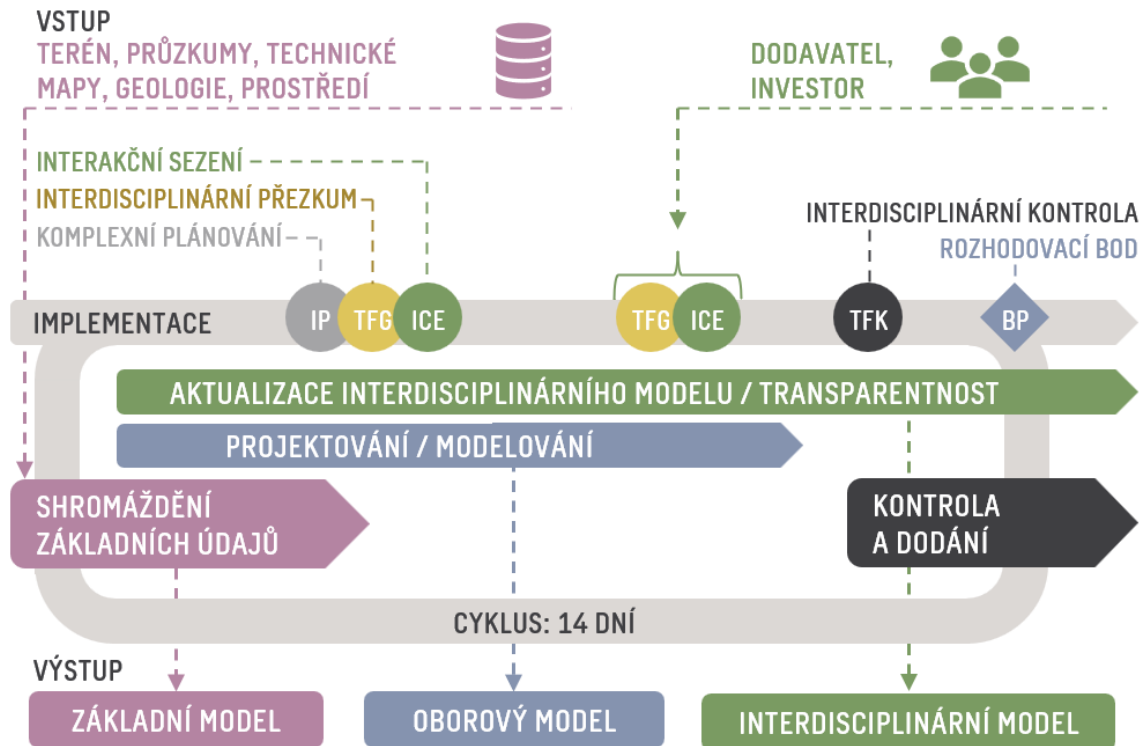 VSTUP
TERÉN, PRŮZKUMY, TECHNICKÉ
MAPY, GEOLOGIE, PROSTŘEDÍ
DODAVATEL,
INVESTOR
INTERAKČNÍ SEZENÍ
INTERDISCIPLINÁRNÍ PŘEZKUM
KOMPLEXNÍ PLÁNOVÁNÍ
INTERDISCIPLINÁRNÍ KONTROLA
ROZHODOVACÍ BOD
IMPLEMENTACE
IP
TFG
ICE
TFG
ICE
TFK
BP
AKTUALIZACE INTERDISCIPLINÁRNÍHO MODELU / TRANSPARENTNOST
PROJEKTOVÁNÍ / MODELOVÁNÍ
SHROMÁŽDĚNÍ
ZÁKLADNÍCH ÚDAJŮ
KONTROLA
A DODÁNÍ
CYKLUS: 14 DNÍ
VÝSTUP
ZÁKLADNÍ MODEL
OBOROVÝ MODEL
INTERDISCIPLINÁRNÍ MODEL